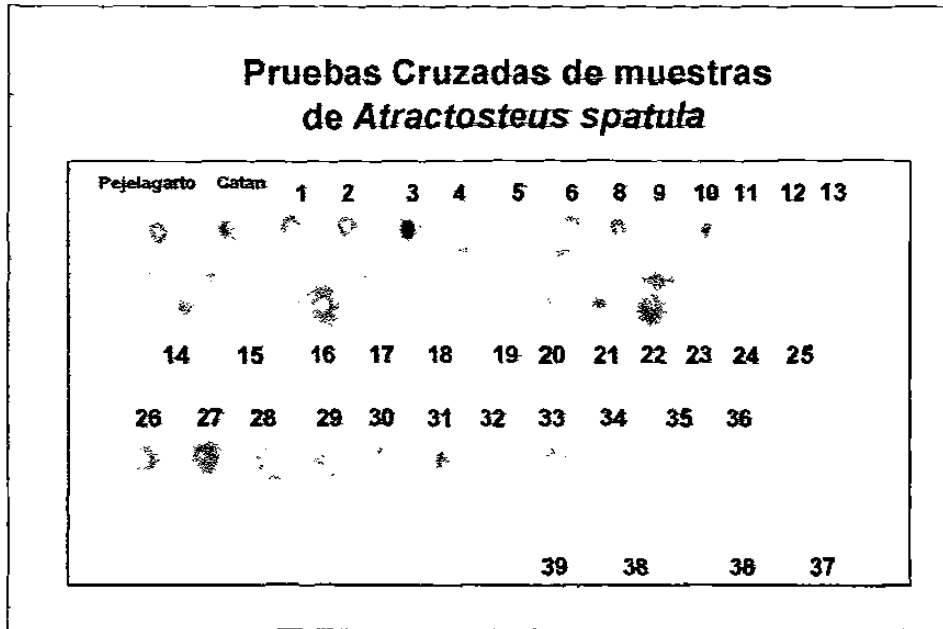 Pruebas Cruzadas de muestras
de Atractosteus spatula
Pejelagarto Catan 1 2 3 4 5 6 8 9 10 11 12 13
14 15 16 17 18 19 20 21 22 23 24 25
26 27 28 29 30 31 32 33 34 35 36
39 38 38 37